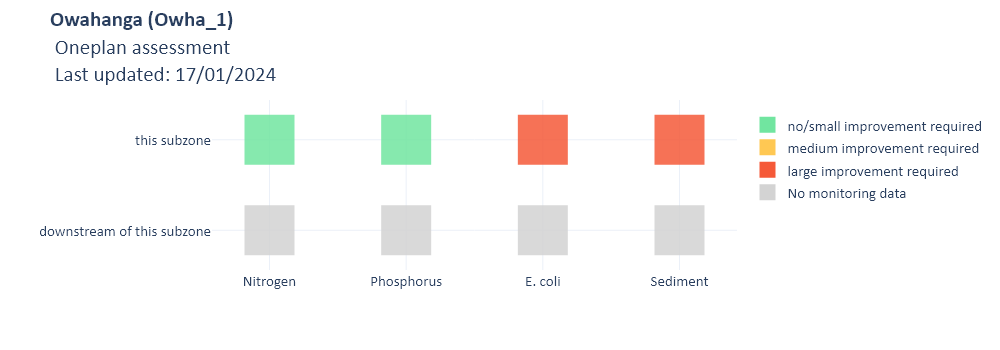 Owahanga (Owha_1)
Oneplan assessment
Last updated: 17/01/2024
this subzone
downstream of this subzone
Nitrogen
Phosphorus
E. coli
Sediment
no/small improvement required
medium improvement required
large improvement required
No monitoring data